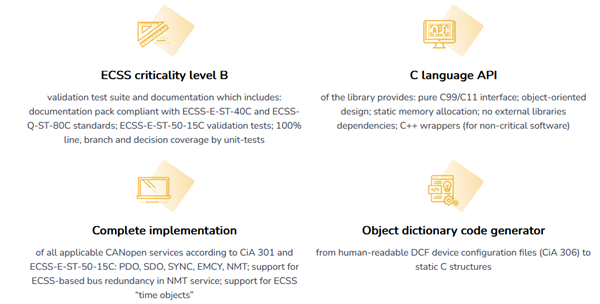 API
ECSS criticality level B
validation test suite and documentation which includes:
documentation pack compliant with ECSS-E-ST-40C and ECSS-
Q-ST-80C standards; ECSS-E-ST-50-15C validation tests; 100%
line, branch and decision coverage by unit-tests
C language API
of the library provides: pure C99/C11 interface; object-oriented
design; static memory allocation; no external libraries
dependencies; C++ wrappers (for non-critical software)
Complete implementation
of all applicable CANopen services according to CiA 301 and
ECSS-E-ST-50-15C: PDO, SDO, SYNC, EMCY, NMT; support for
ECSS-based bus redundancy in NMT service; support for ECSS
“time objects”
</>
Object dictionary code generator
from human-readable DCF device configuration files (CiA 306) to
static C structures